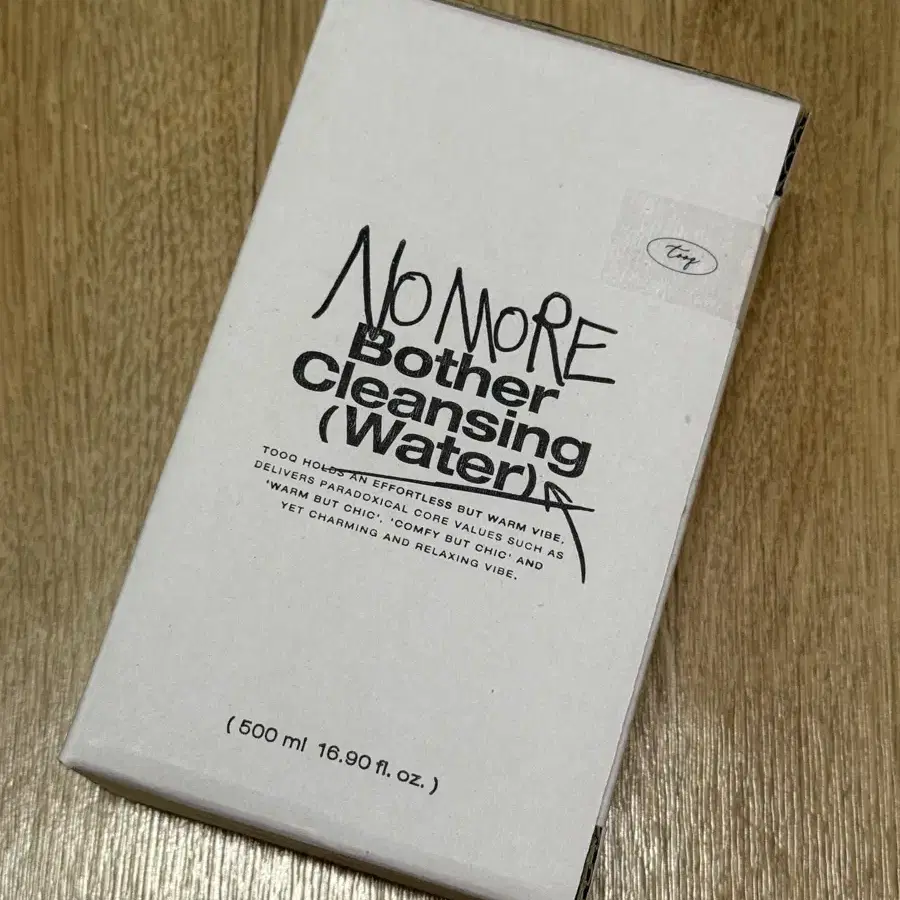 tooq
NO MORE
Bother
Cleansing
(Water)
TOOQ HOLDS AN EFFORTLESS BUT WARM VIBE,
DELIVERS PARADOXICAL CORE VALUES SUCH AS
'WARM BUT CHIC', 'COMFY BUT CHIC' AND
YET CHARMING AND RELAXING VIBE.
( 500 ml 16.90 fl. oz. )